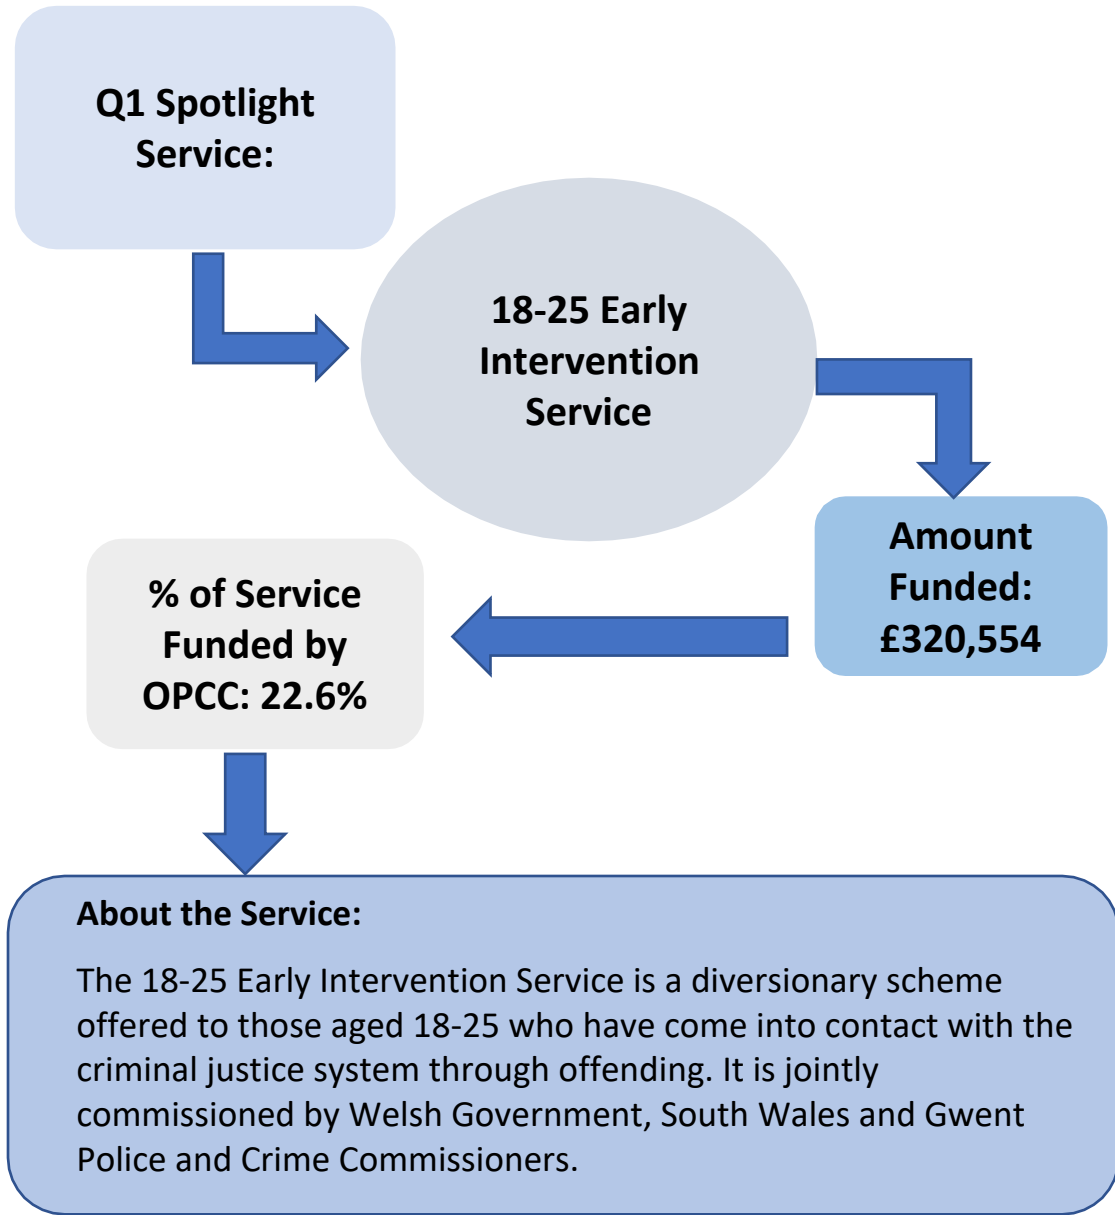 Q1 Spotlight
Service:
18-25 Early
Intervention
Service
Amount
Funded:
£320,554
% of Service
Funded by
OPCC: 22.6%
About the Service:
The 18-25 Early Intervention Service is a diversionary scheme
offered to those aged 18-25 who have come into contact with the
criminal justice system through offending. It is jointly
commissioned by Welsh Government, South Wales and Gwent
Police and Crime Commissioners.